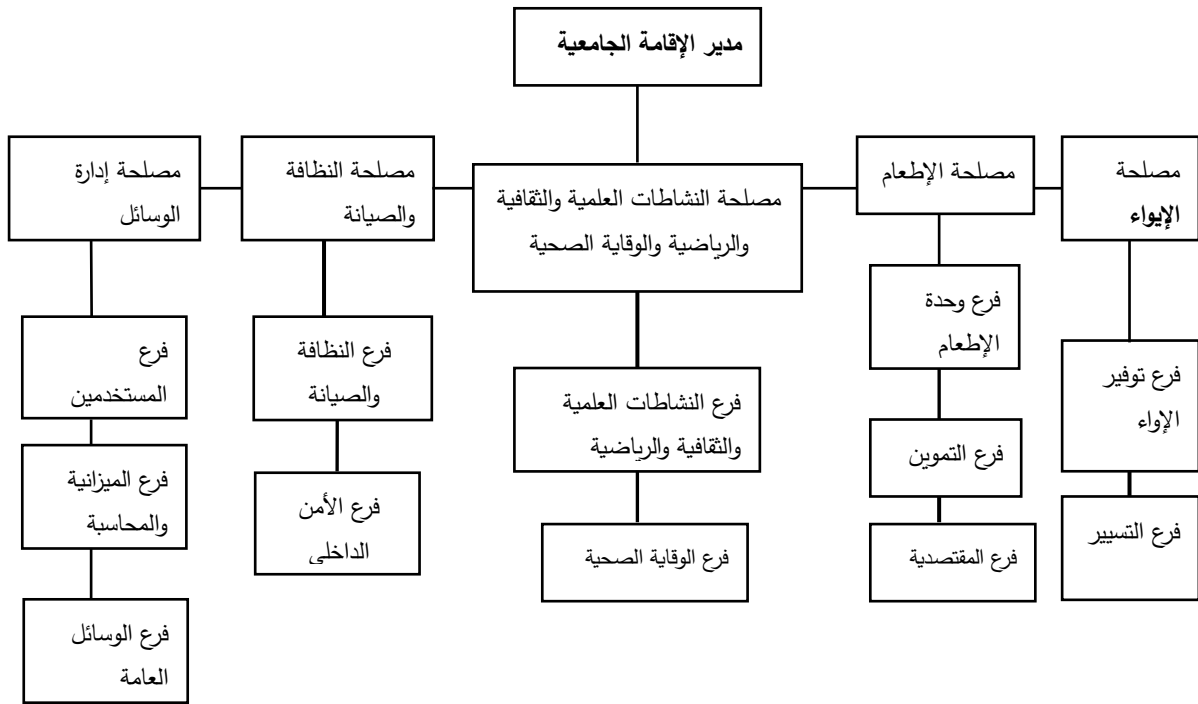 مدير الإقامة الجامعية
مصلحة
الإيواء
مصلحة الإطعام
مصلحة النشاطات العلمية والثقافية
والرياضية والوقاية الصحية
مصلحة النظافة
والصيانة
مصلحة إدارة
الوسائل
فرع توفير
الإواء
فرع التسيير
فرع وحدة
الإطعام
فرع التموين
فرع المقتصدية
فرع النشاطات العلمية
والثقافية والرياضية
فرع الوقاية الصحية
فرع النظافة
والصيانة
فرع الأمن
الداخلي
فرع
المستخدمين
فرع الميزانية
والمحاسبة
فرع الوسائل
العامة